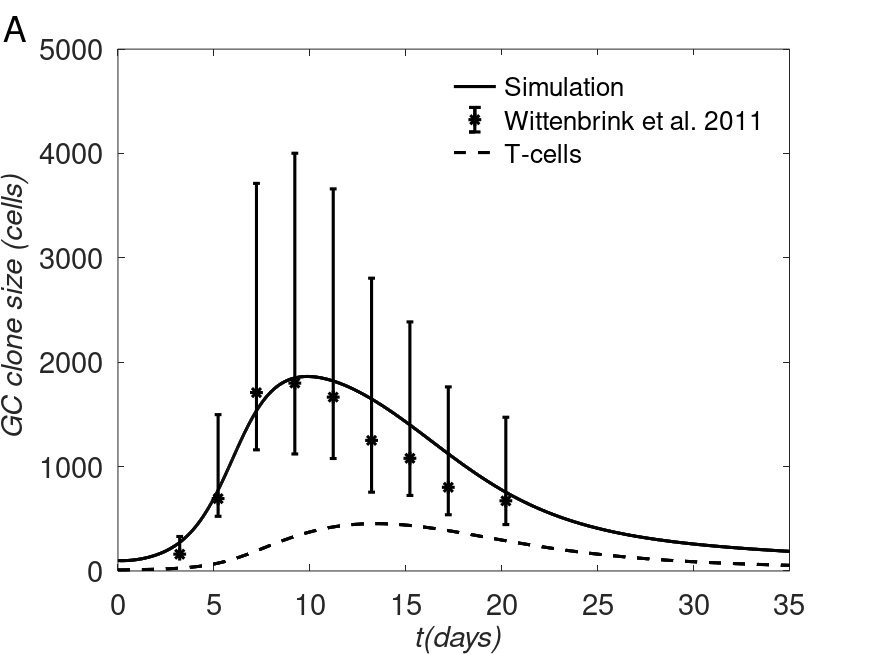 A
5000
4000
3000
2000
1000
0
GC clone size (cells)
Simulation
Wittenbrink et al. 2011
T-cells
0 5 10 15 20 25 30 35
t(days)